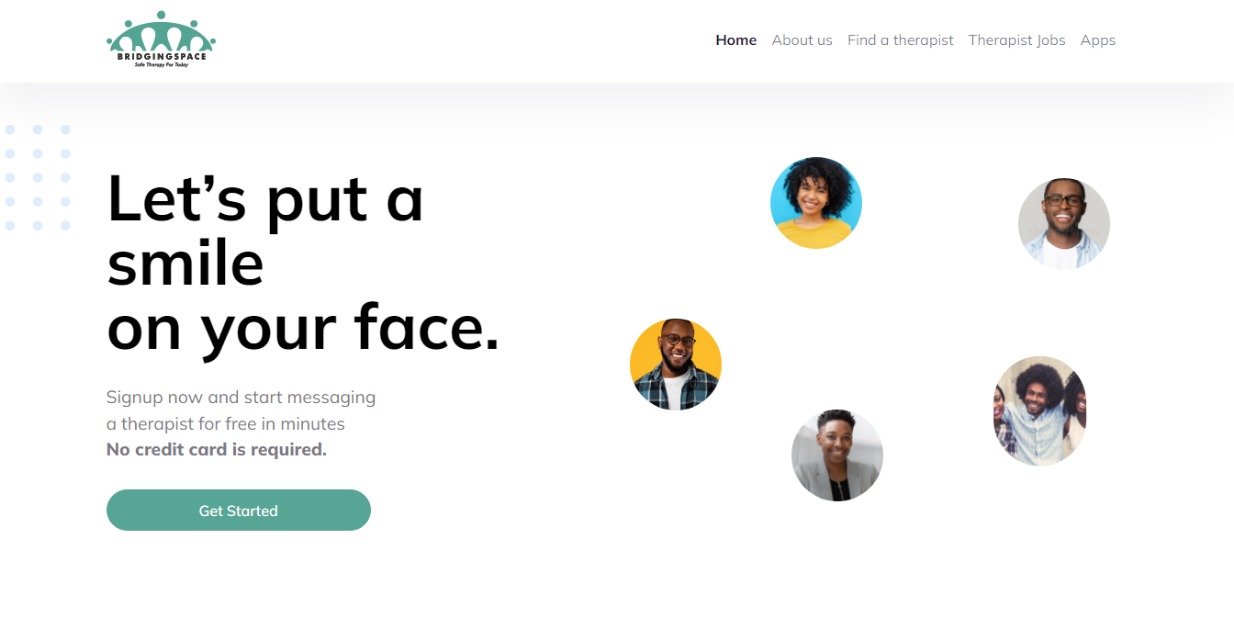 BRIDGINGSPACE
Safe Therapy For Today
Home About us Find a therapist Therapist Jobs Apps
Let’s put a
smile
on your face.
Signup now and start messaging
a therapist for free in minutes
No credit card is required.
Get Started